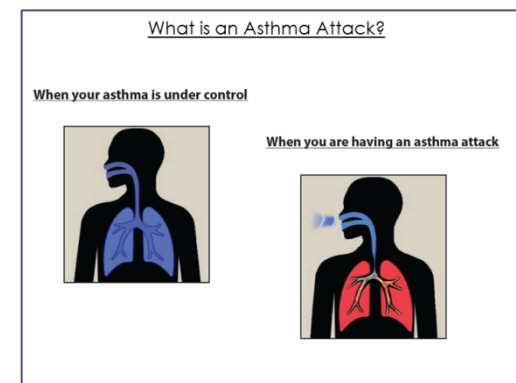 What is an Asthma Attack?
When your asthma is under control
When you are having an asthma attack